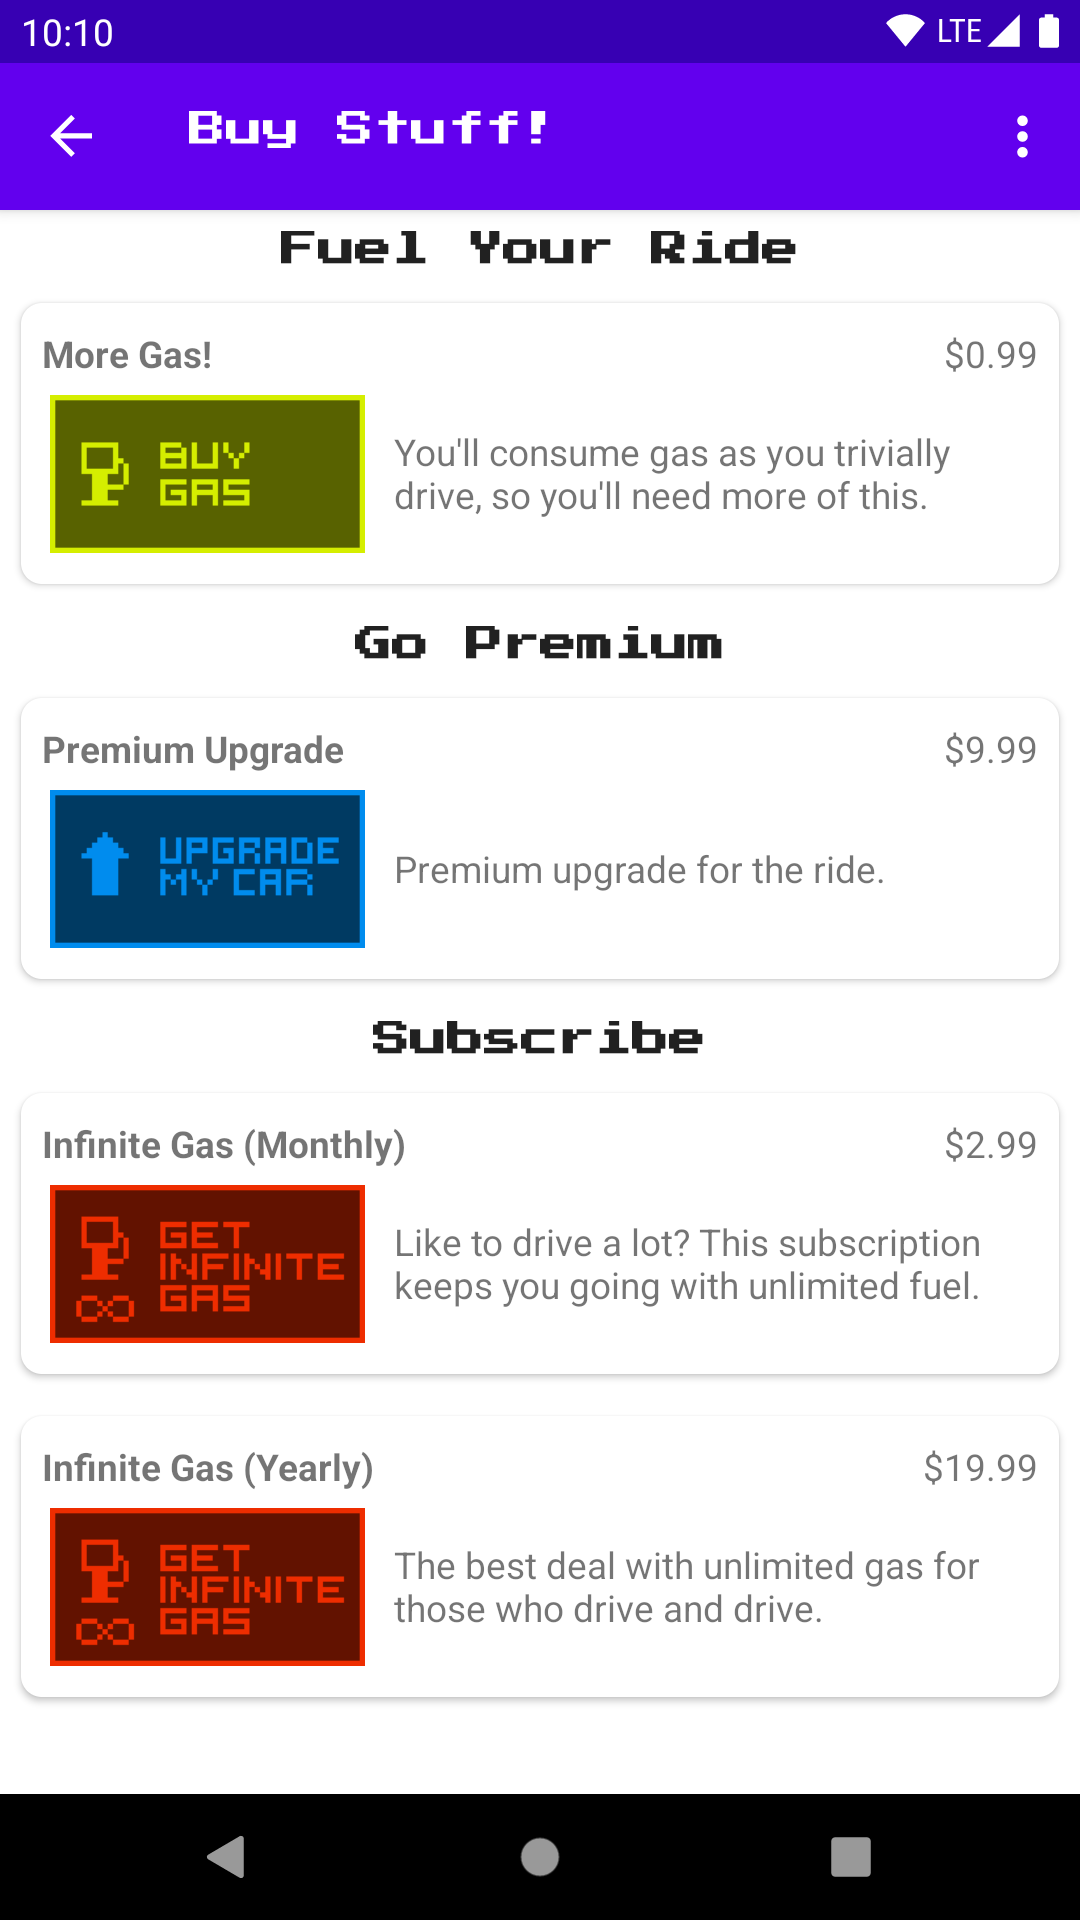 10:10
LTE
Buy Stuff!
Fuel Your Ride
More Gas!
$0.99
BUY
GAS
You'll consume gas as you trivially
drive, so you'll need more of this.
Go Premium
Premium Upgrade
$9.99
UPGRADE
MY CAR
Premium upgrade for the ride.
Subscribe
Infinite Gas (Monthly)
$2.99
GET
INFINITE
GAS
Like to drive a lot? This subscription
keeps you going with unlimited fuel.
Infinite Gas (Yearly)
$19.99
GET
INFINITE
GAS
The best deal with unlimited gas for
those who drive and drive.